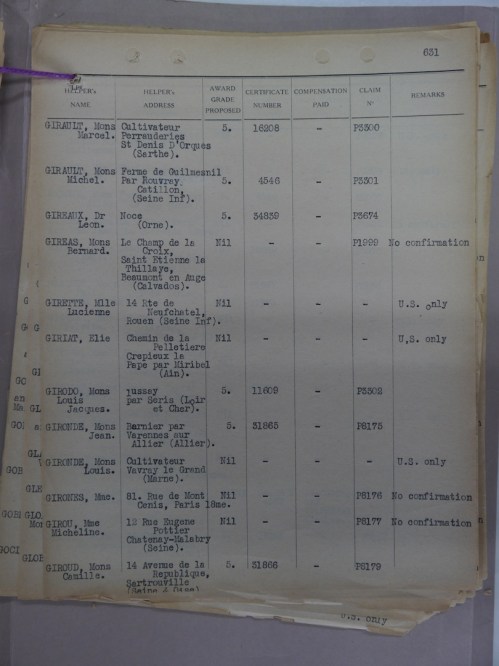 631
HELPER's NAME HELPER's ADDRESS AWARD GRADE PROPOSED CERTIFICATE NUMBER COMPENSATION PAID CLAIM N° REMARKS
GIRAULT, Mons Cultivateur 5. 16208 - P3300
Marcel. Perrauderies
St Denis D'Orques
(Sarthe).
GIRAULT, Mons Ferme de Guilmesnil
Michel. Par Rouvray 5. 4546 - P3301
Catillon,
(Seine Inf).
GIREAUX, Dr Noce 5. 34839 - P3674
Leon. (Orne).
GIREAS, Mons Le Champ de la Nil - - P1999 No confirmation
Bernard. Croix,
Saint Etienne la
Thillaye,
Beaumont en Auge
(Calvados).
GIRETTE, Mlle 14 Rte de Nil - - - U.S. only
Lucienne Neufchatel,
Rouen (Seine Inf).
GIRIAT, Elie Chemin de la Nil - - - U.S. only
Pelletiere
Crepieux la
Pape par Miribel
(Ain).
GIRODO, Mons Jussay 5. 11609 - P3302
Louis par Seris (Loir
Jacques. et Cher).
GIRONDE, Mons Barnier par 5. 31865 - P6175
Jean. Varennes sur
Allier (Allier).
GIRONDE, Mons Cultivateur Nil - - - U.S. only
Louis. Vavray le Grand
(Marne).
GIRONES, Mme. 81. Rue de Mont Nil - - P6176 No confirmation
Cenis, Paris 18me.
GIROU, Mme 12 Rue Eugene Nil - - P6177 No confirmation
Micheline. Pottier
Chatenay-Malabry
(Seine).
GIROUD, Mons 14 Avenue de la 5. 31866 - P6179
Camille. Republique,
Sartrouville
(Seine & Oise)
U.S. only